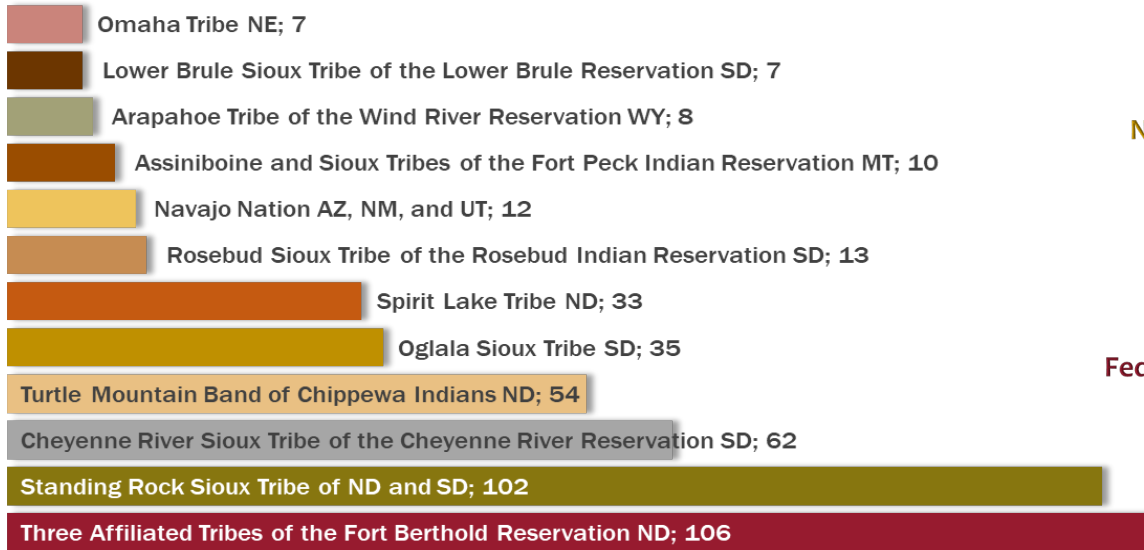 Omaha Tribe NE; 7
Lower Brule Sioux Tribe of the Lower Brule Reservation SD; 7
Arapahoe Tribe of the Wind River Reservation WY; 8
Assiniboine and Sioux Tribes of the Fort Peck Indian Reservation MT; 10
Navajo Nation AZ, NM, and UT; 12
Rosebud Sioux Tribe of the Rosebud Indian Reservation SD; 13
Spirit Lake Tribe ND; 33
Oglala Sioux Tribe SD; 35
Turtle Mountain Band of Chippewa Indians ND; 54
Cheyenne River Sioux Tribe of the Cheyenne River Reservation SD; 62
Standing Rock Sioux Tribe of ND and SD; 102
Three Affiliated Tribes of the Fort Berthold Reservation ND; 106